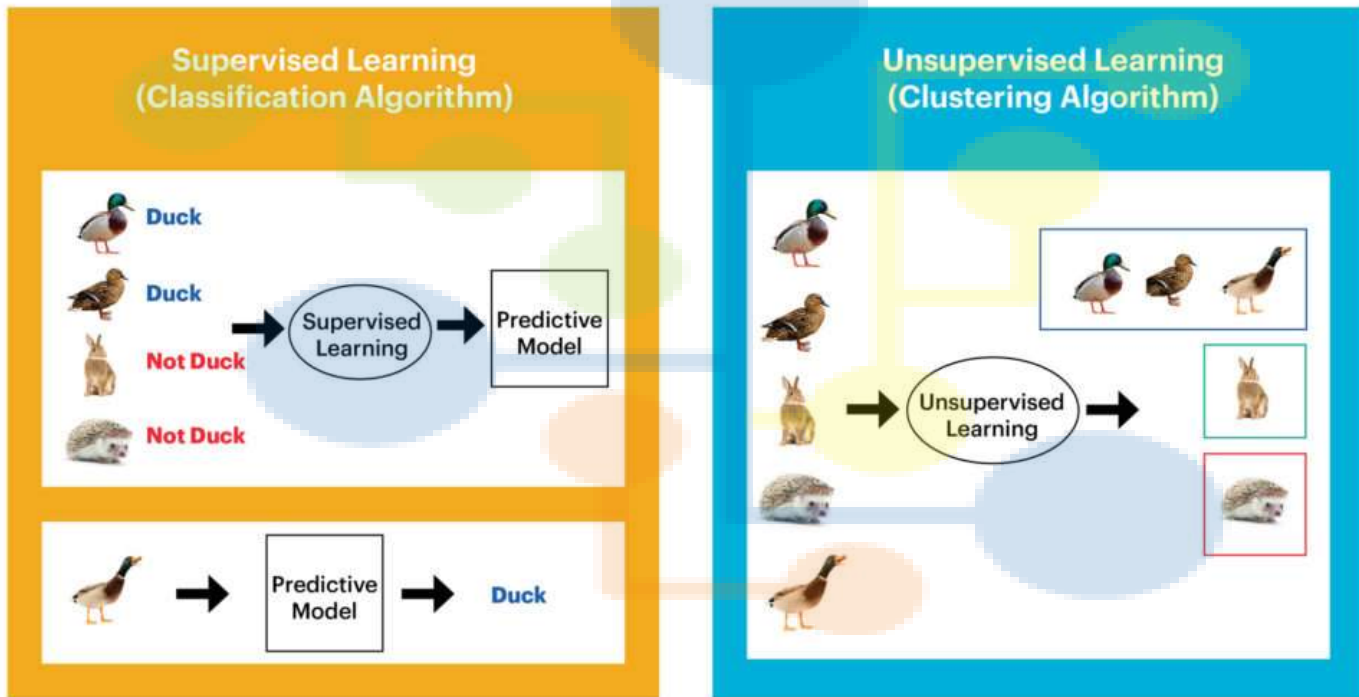 Supervised Learning
(Classification Algorithm)
Duck
Duck
Not Duck
Not Duck
Supervised
Learning
Predictive
Model
Predictive
Model
Duck
Unsupervised Learning
(Clustering Algorithm)
Unsupervised
Learning